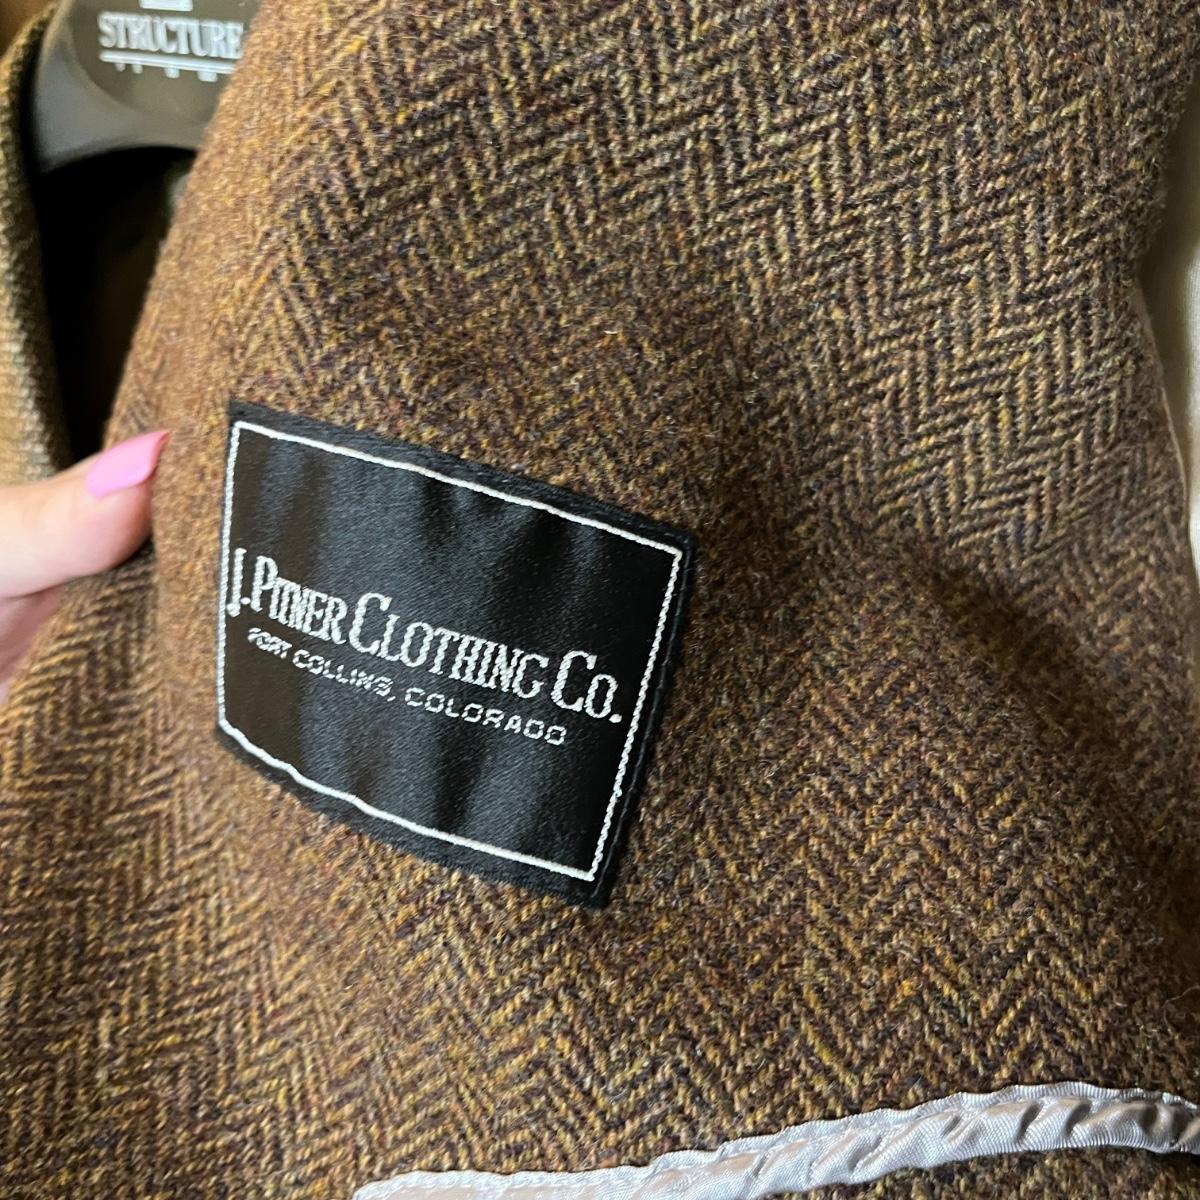 STRUCTURE
J. PITNER CLOTHING CO.
FORT COLLINS, COLORADO